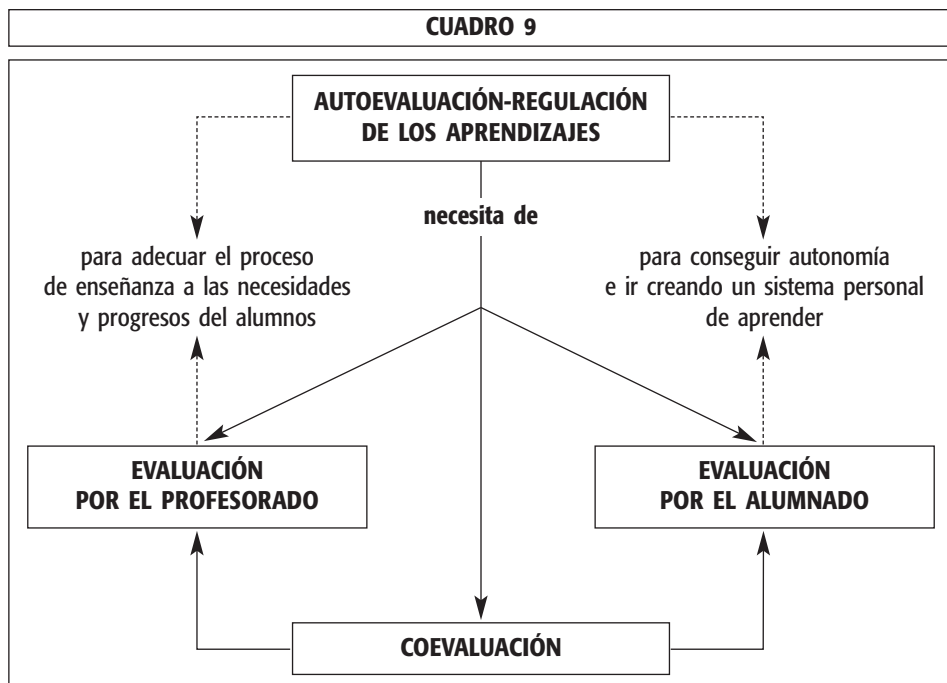 CUADRO 9
AUTOEVALUACIÓN-REGULACIÓN
DE LOS APRENDIZAJES
necesita de
para adecuar el proceso
de enseñanza a las necesidades
y progresos del alumnos
para conseguir autonomía
e ir creando un sistema personal
de aprender
EVALUACIÓN
POR EL PROFESORADO
EVALUACIÓN
POR EL ALUMNADO
COEVALUACIÓN